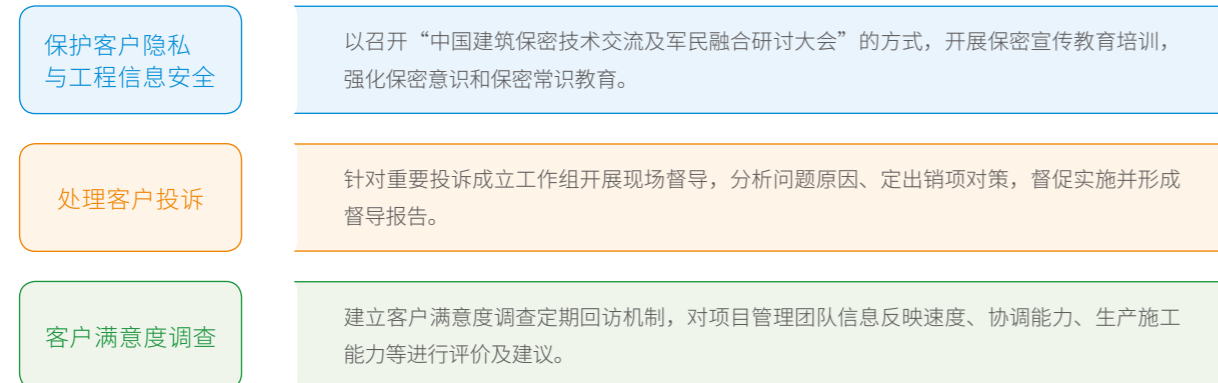 保护客户隐私
与工程信息安全
以召开“中国建筑保密技术交流及军民融合研讨大会”的方式，开展保密宣传教育培训，
强化保密意识和保密常识教育。
处理客户投诉
针对重要投诉成立工作组开展现场督导，分析问题原因、定出销项对策，督促实施并形成
督导报告。
客户满意度调查
建立客户满意度调查定期回访机制，对项目管理团队信息反映速度、协调能力、生产施工
能力等进行评价及建议。